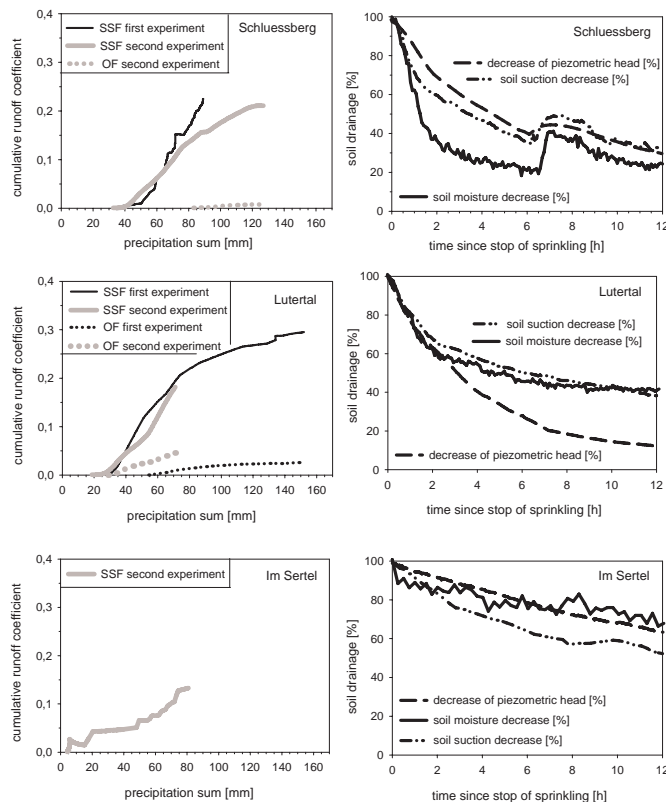 SSF first experiment
SSF second experiment
OF second experiment
Schluessberg
cumulative runoff coefficient
0,4
0,3
0,2
0,1
0,0
0 20 40 60 80 100 120 140 160
precipitation sum [mm]
Schluessberg
decrease of piezometric head [%]
soil suction decrease [%]
soil moisture decrease [%]
soil drainage [%]
100
80
60
40
20
0
0 2 4 6 8 10 12
time since stop of sprinkling [h]
SSF first experiment
SSF second experiment
OF first experiment
OF second experiment
Lutertal
cumulative runoff coefficient
0,4
0,3
0,2
0,1
0,0
0 20 40 60 80 100 120 140 160
precipitation sum [mm]
Lutertal
soil suction decrease [%]
soil moisture decrease [%]
decrease of piezometric head [%]
soil drainage [%]
100
80
60
40
20
0
0 2 4 6 8 10 12
time since stop of sprinkling [h]
SSF second experiment
Im Sertel
cumulative runoff coefficient
0,4
0,3
0,2
0,1
0,0
0 20 40 60 80 100 120 140 160
precipitation sum [mm]
Im Sertel
decrease of piezometric head [%]
soil moisture decrease [%]
soil suction decrease [%]
soil drainage [%]
100
80
60
40
20
0
0 2 4 6 8 10 12
time since stop of sprinkling [h]